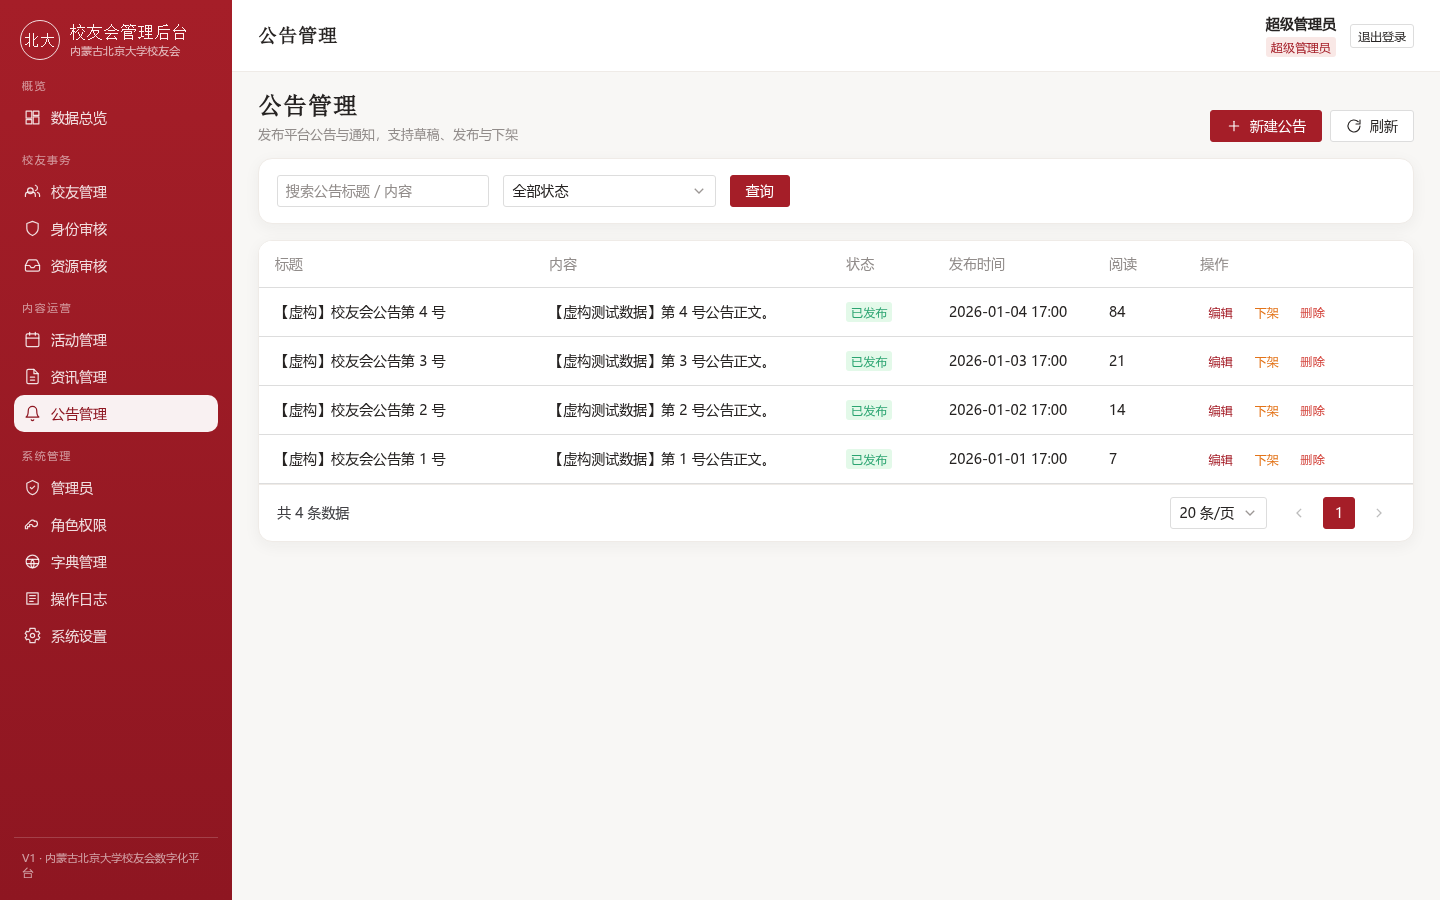 北大
校友会管理后台
内蒙古北京大学校友会
概览
数据总览
校友事务
校友管理
身份审核
资源审核
内容运营
活动管理
资讯管理
公告管理
系统管理
管理员
角色权限
字典管理
操作日志
系统设置
V1 · 内蒙古北京大学校友会数字化平
台
公告管理
超级管理员
超级管理员
退出登录
公告管理
发布平台公告与通知，支持草稿、发布与下架
新建公告
刷新
搜索公告标题 / 内容
全部状态
查询
标题 内容 状态 发布时间 阅读 操作
【虚构】校友会公告第 4 号 【虚构测试数据】第 4 号公告正文。 已发布 2026-01-04 17:00 84 编辑 下架 删除
【虚构】校友会公告第 3 号 【虚构测试数据】第 3 号公告正文。 已发布 2026-01-03 17:00 21 编辑 下架 删除
【虚构】校友会公告第 2 号 【虚构测试数据】第 2 号公告正文。 已发布 2026-01-02 17:00 14 编辑 下架 删除
【虚构】校友会公告第 1 号 【虚构测试数据】第 1 号公告正文。 已发布 2026-01-01 17:00 7 编辑 下架 删除
共 4 条数据
20 条/页
1